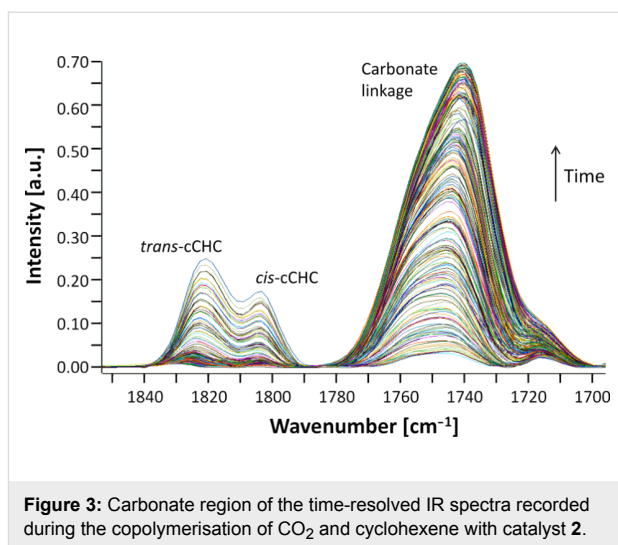 0.70
0.60
0.50
0.40
0.30
0.20
0.10
0.00
Intensity [a.u.]
trans-cCHC
cis-cCHC
Carbonate
linkage
Time
1840 1820 1800 1780 1760 1740 1720 1700
Wavenumber [cm⁻¹]
Figure 3: Carbonate region of the time-resolved IR spectra recorded
during the copolymerisation of CO₂ and cyclohexene with catalyst 2.